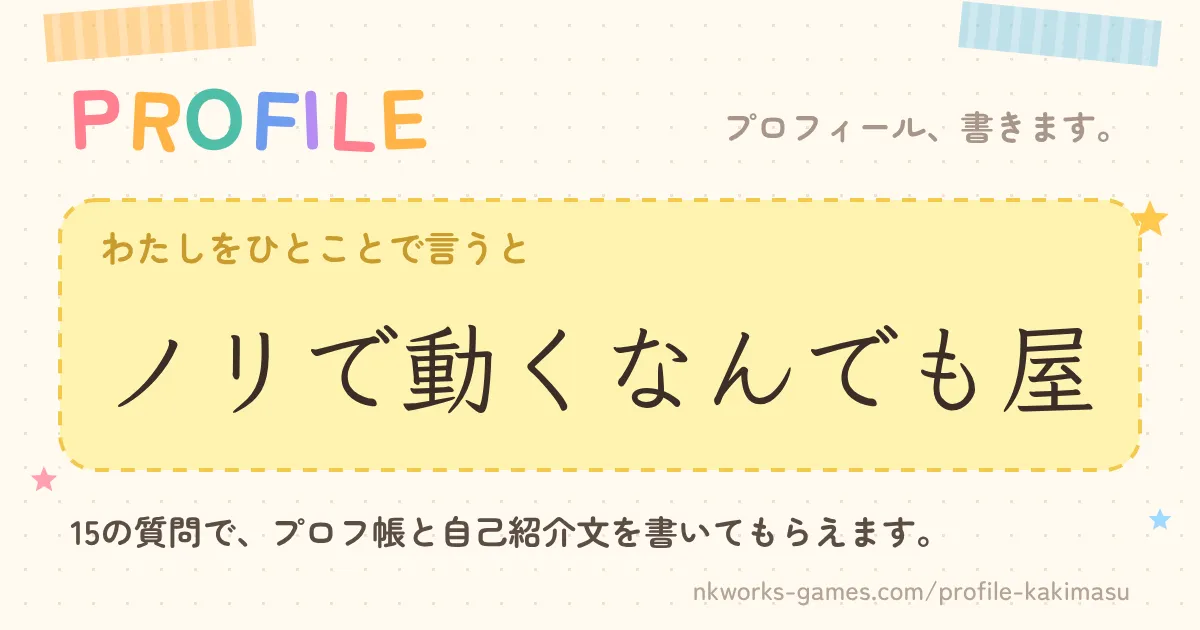 PROFILE
プロフィール、書きます。
わたしをひとことで言うと
ノリで動くなんでも屋
15の質問で、プロフ帳と自己紹介文を書いてもらえます。
nkworks-games.com/profile-kakimasu